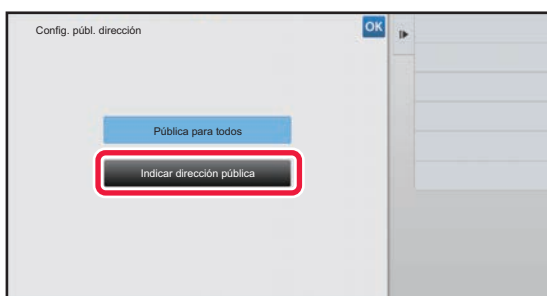 Config. públ. dirección
OK
Pública para todos
Indicar dirección pública